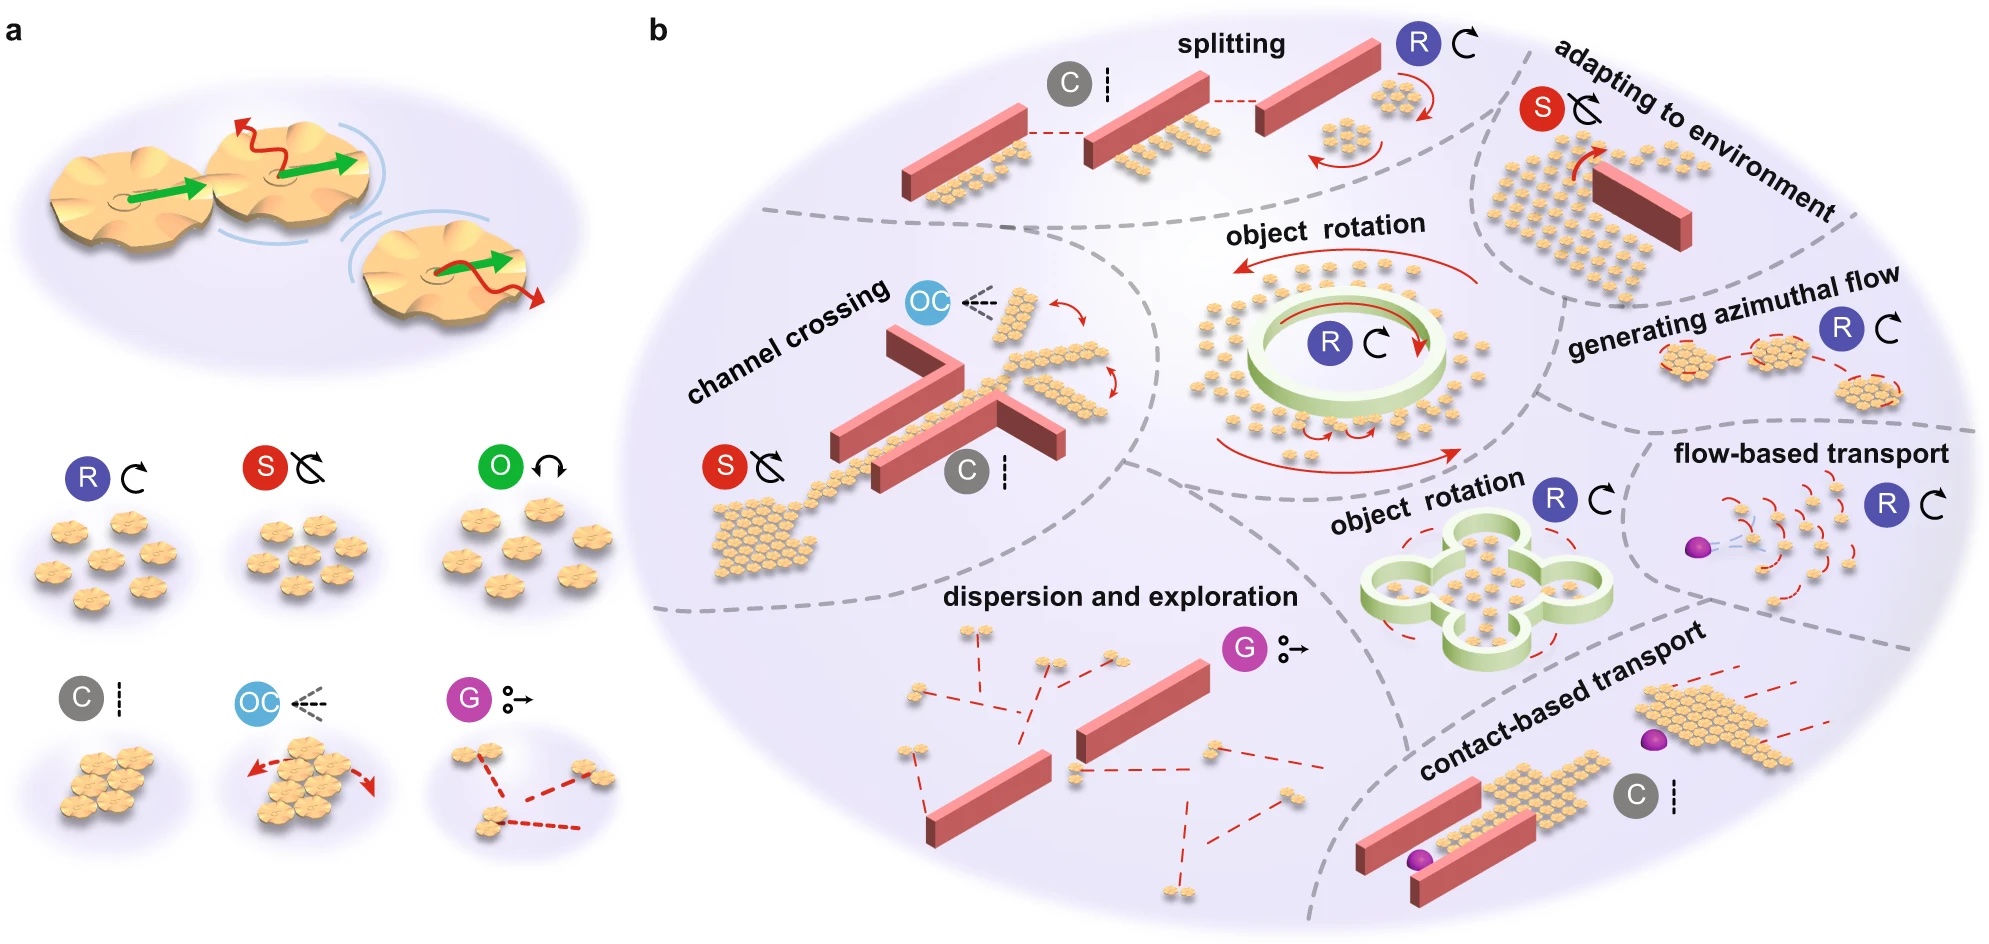 a
R
S
O
C
OC
G
b
splitting
C
R
adapting to environment
S
object rotation
R
generating azimuthal flow
R
channel crossing
OC
S
C
flow-based transport
R
object rotation
R
dispersion and exploration
G
contact-based transport
C